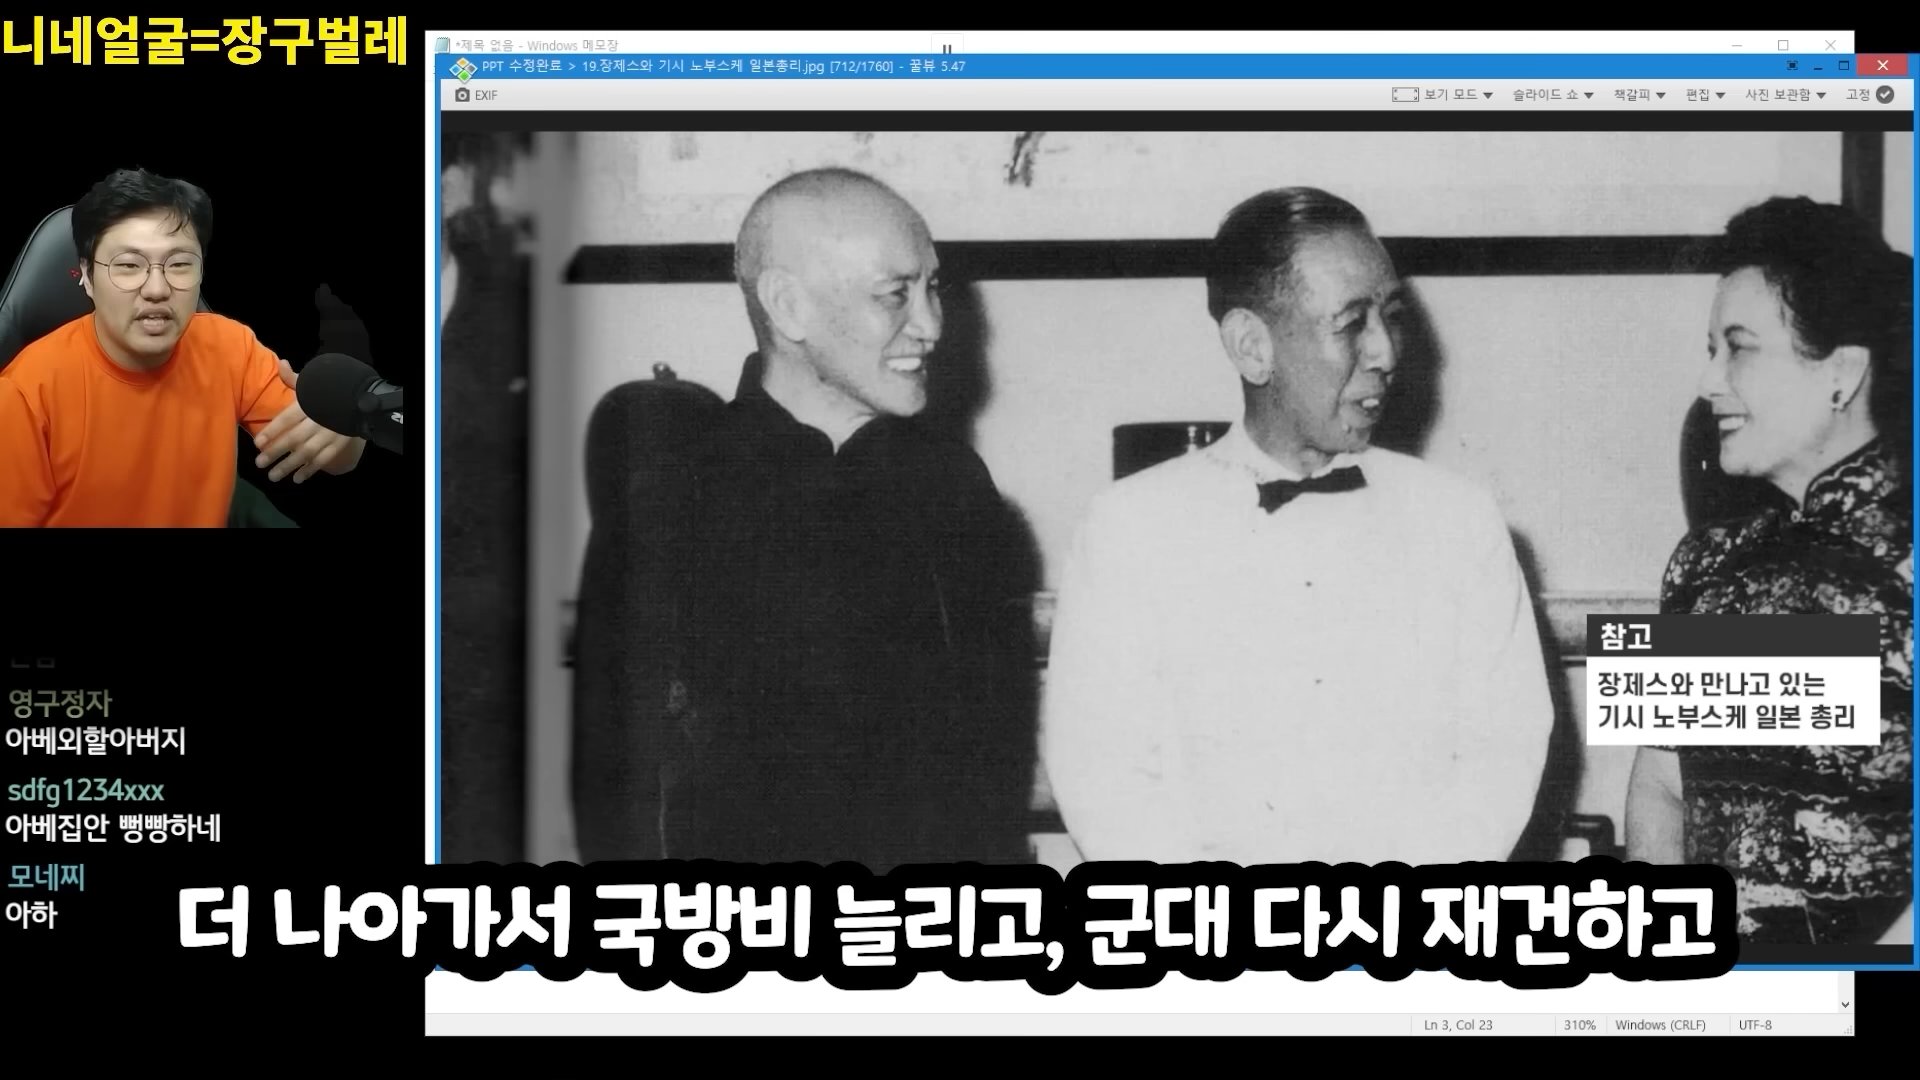 니네얼굴=장구벌레
*제목 없음 - Windows 메모장
PPT 수정완료 > 19.장제스와 기시 노부스케 일본총리.jpg [712/1760] - 꿀뷰 5.47
EXIF
보기 모드
슬라이드 쇼
책갈피
편집
사진 보관함
고정
참고
장제스와 만나고 있는
기시 노부스케 일본 총리
영구정자
아베외할아버지
sdfg1234xxx
아베집안 뻥빵하네
모네찌
아하
더 나아가서 국방비 늘리고, 군대 다시 재건하고
Ln 3, Col 23
310%
Windows (CRLF)
UTF-8